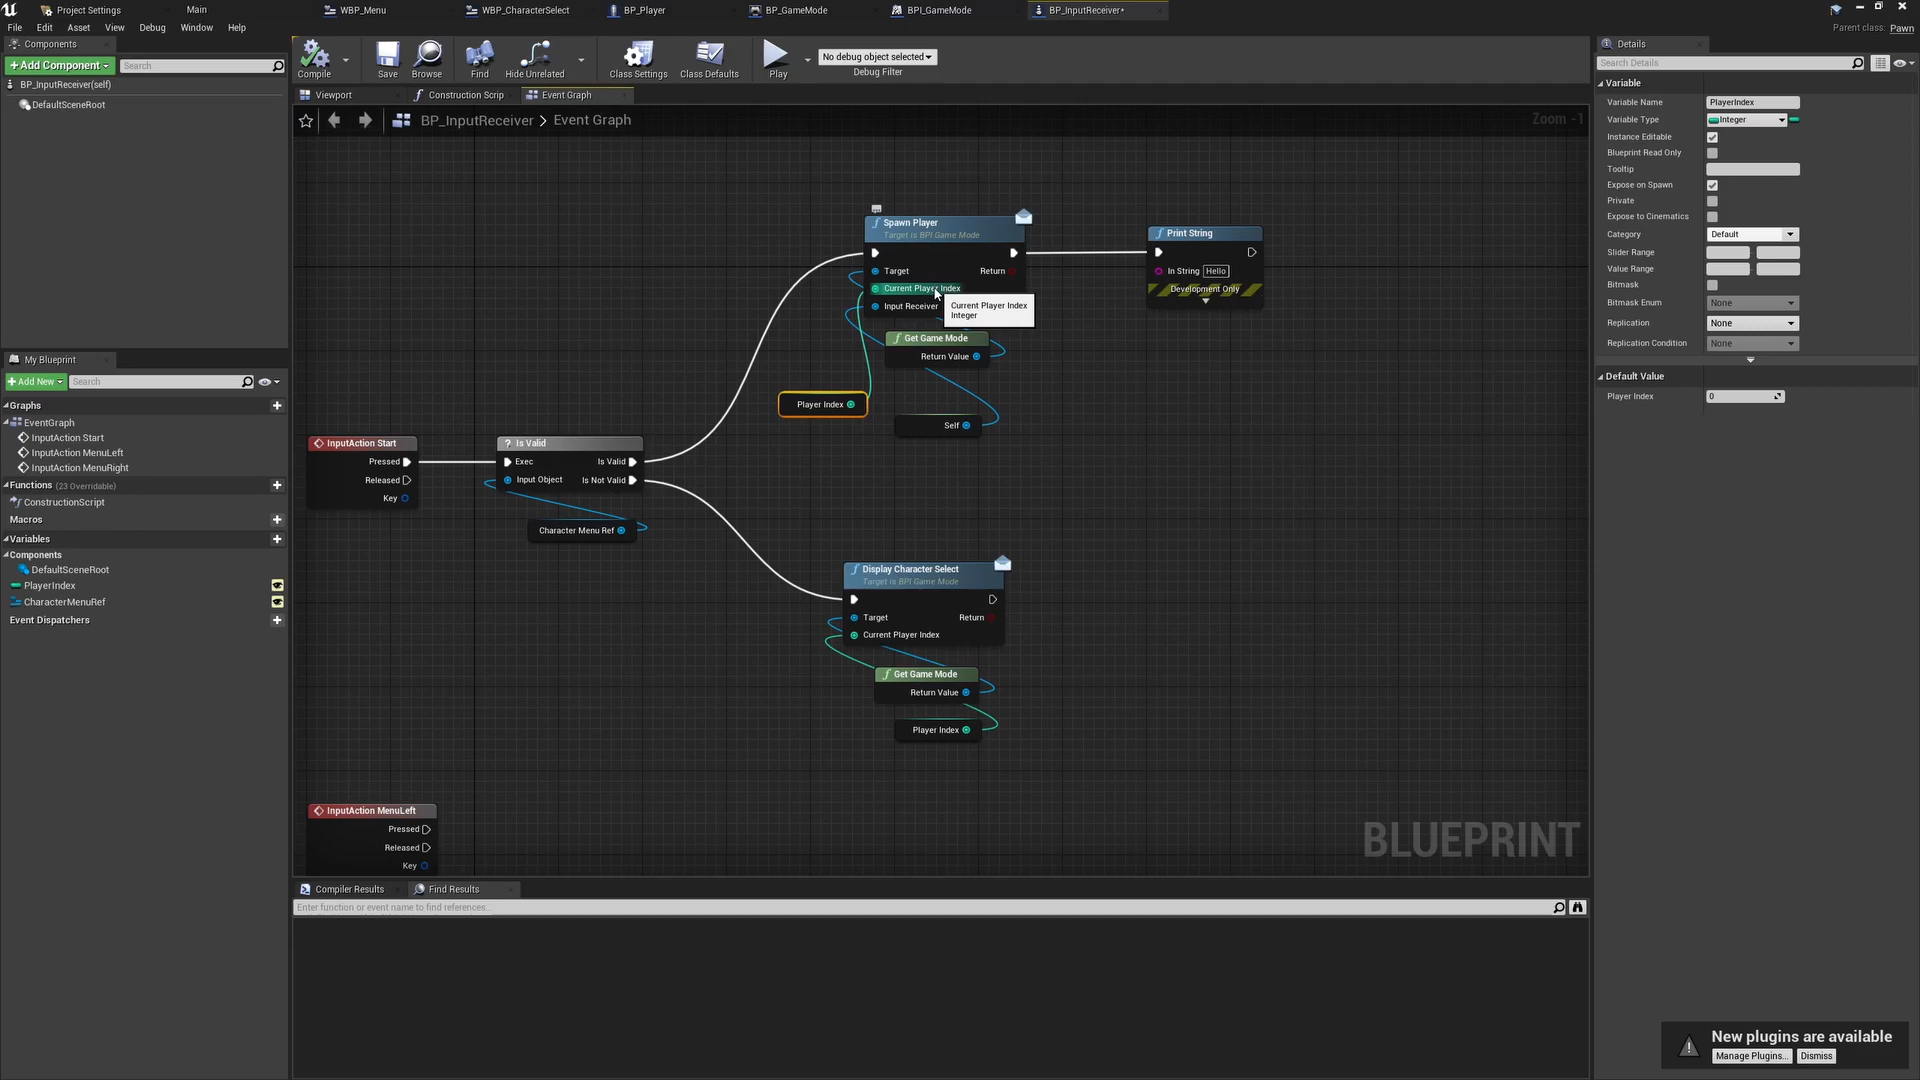 Project Settings
Main
WBP_Menu
WBP_CharacterSelect
BP_Player
BP_GameMode
BPI_GameMode
BP_InputReceiver*
File
Edit
Asset
View
Debug
Window
Help
Parent class: Pawn
Components
Add Component
Search
BP_InputReceiver(self)
DefaultSceneRoot
Compile
Save
Browse
Find
Hide Unrelated
Class Settings
Class Defaults
Play
No debug object selected
Debug Filter
Viewport
Construction Scrip
Event Graph
BP_InputReceiver > Event Graph
Zoom -1
Spawn Player
Target is BPI Game Mode
Target
Return
Current Player Index
Input Receiver
Current Player Index
Integer
Print String
In String Hello
Development Only
Get Game Mode
Return Value
Player Index
Self
InputAction Start
Pressed
Released
Key
? Is Valid
Exec
Is Valid
Input Object
Is Not Valid
Character Menu Ref
Display Character Select
Target is BPI Game Mode
Target
Return
Current Player Index
Get Game Mode
Return Value
Player Index
InputAction MenuLeft
Pressed
Released
Key
BLUEPRINT
My Blueprint
Add New
Search
Graphs
EventGraph
InputAction Start
InputAction MenuLeft
InputAction MenuRight
Functions (23 Overridable)
ConstructionScript
Macros
Variables
Components
DefaultSceneRoot
PlayerIndex
CharacterMenuRef
Event Dispatchers
Compiler Results
Find Results
Enter function or event name to find references...
Details
Search Details
Variable
Variable Name PlayerIndex
Variable Type Integer
Instance Editable
Blueprint Read Only
Tooltip
Expose on Spawn
Private
Expose to Cinematics
Category Default
Slider Range
Value Range
Bitmask
Bitmask Enum None
Replication None
Replication Condition None
Default Value
Player Index 0
New plugins are available
Manage Plugins...
Dismiss